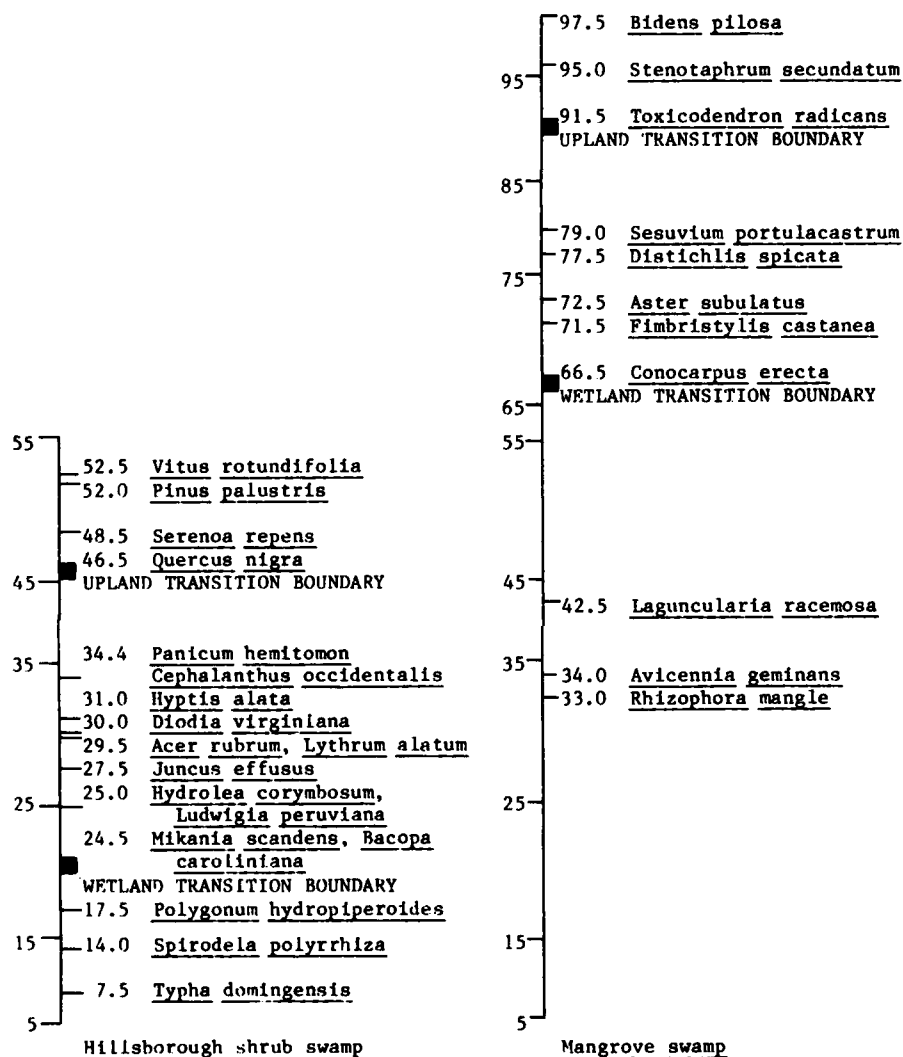 55
52.5 Vitus rotundifolia
52.0 Pinus palustris
48.5 Serenoa repens
46.5 Quercus nigra
45
UPLAND TRANSITION BOUNDARY
34.4 Panicum hemitomon
35
Cephalanthus occidentalis
31.0 Hyptis alata
30.0 Diodia virginiana
29.5 Acer rubrum, Lythrum alatum
27.5 Juncus effusus
25.0 Hydrolea corymbosum,
25
Ludwigia peruviana
24.5 Mikania scandens, Bacopa
caroliniana
WETLAND TRANSITION BOUNDARY
17.5 Polygonum hydropiperoides
15
14.0 Spirodela polyrrhiza
7.5 Typha domingensis
5
Hillsborough shrub swamp
97.5 Bidens pilosa
95
95.0 Stenotaphrum secundatum
91.5 Toxicodendron radicans
UPLAND TRANSITION BOUNDARY
85
79.0 Sesuvium portulacastrum
77.5 Distichlis spicata
75
72.5 Aster subulatus
71.5 Fimbristylis castanea
66.5 Conocarpus erecta
WETLAND TRANSITION BOUNDARY
65
55
45
42.5 Laguncularia racemosa
35
34.0 Avicennia geminans
33.0 Rhizophora mangle
25
15
5
Mangrove swamp